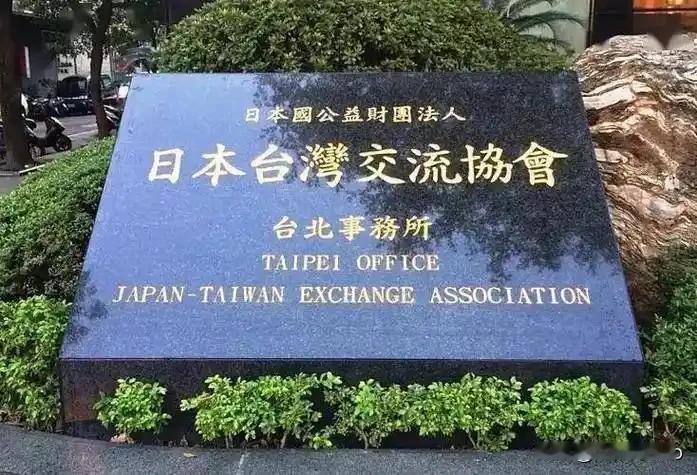 日本國公益財團法人
日本台灣交流協會
台北事務所
TAIPEI OFFICE
JAPAN-TAIWAN EXCHANGE ASSOCIATION